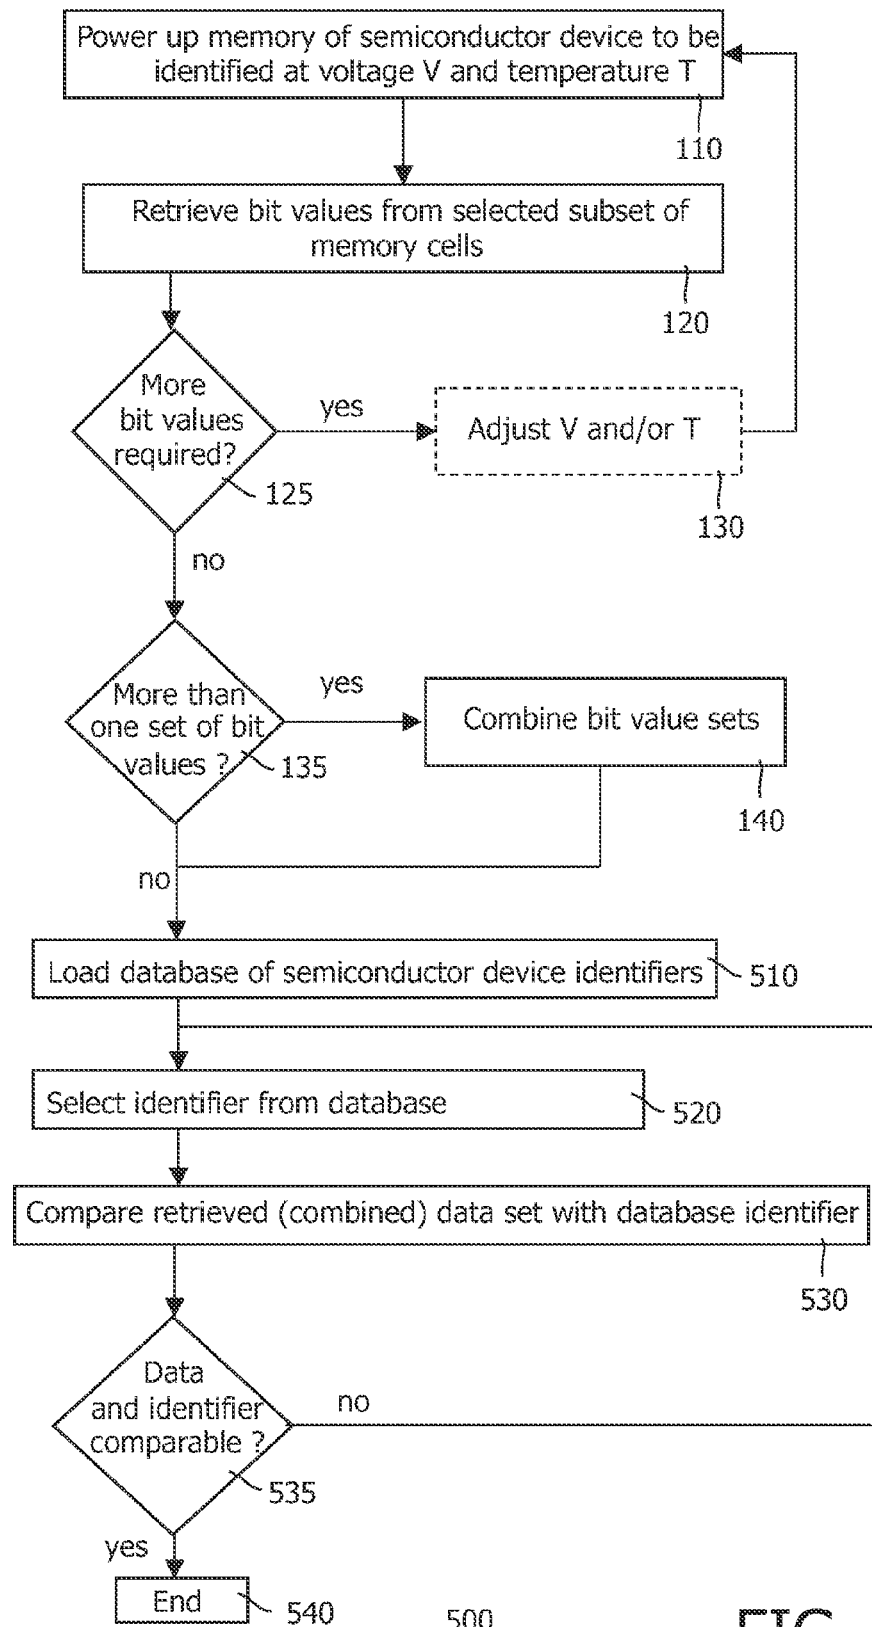 Power up memory of semiconductor device to be
identified at voltage V and temperature T
110
Retrieve bit values from selected subset of
memory cells
120
More
bit values
required?
125
yes
Adjust V and/or T
130
no
More than
one set of bit
values ?
135
yes
Combine bit value sets
140
no
Load database of semiconductor device identifiers
510
Select identifier from database
520
Compare retrieved (combined) data set with database identifier
530
Data
and identifier
comparable ?
535
no
yes
End
540
500
FIG